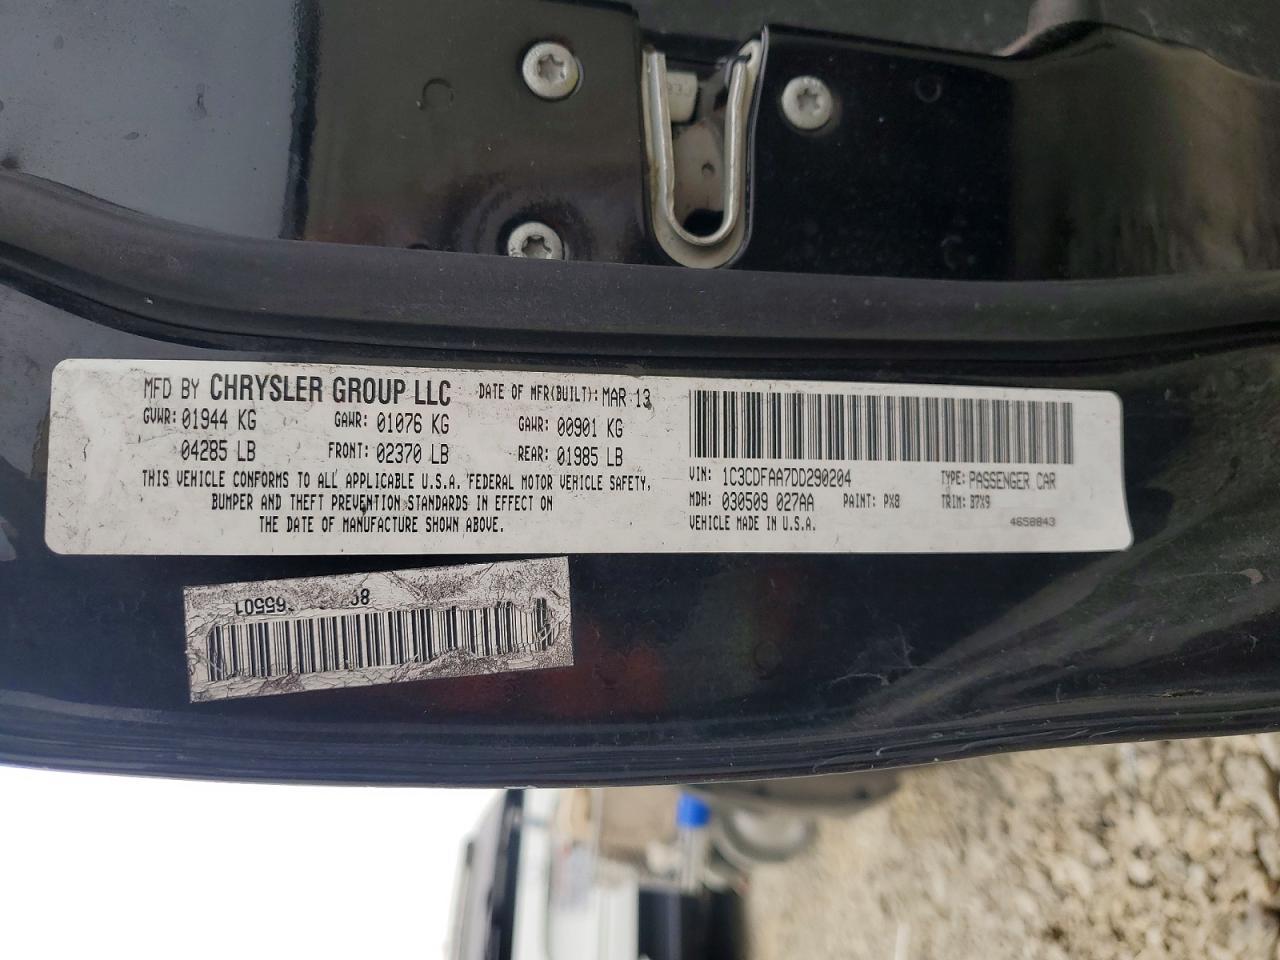 MFD BY CHRYSLER GROUP LLC DATE OF MFR(BUILT): MAR 13
GVWR: 01944 KG GAWR: 01076 KG GAWR: 00901 KG
04285 LB FRONT: 02370 LB REAR: 01985 LB
THIS VEHICLE CONFORMS TO ALL APPLICABLE U.S.A. FEDERAL MOTOR VEHICLE SAFETY,
BUMPER AND THEFT PREVENTION STANDARDS IN EFFECT ON
THE DATE OF MANUFACTURE SHOWN ABOVE.
VIN: 1C3CDFAA7DD290204 TYPE: PASSENGER CAR
MDH: 030509 027AA PAINT: PX8 TRIM: B7X9
VEHICLE MADE IN U.S.A. 4658843
65501